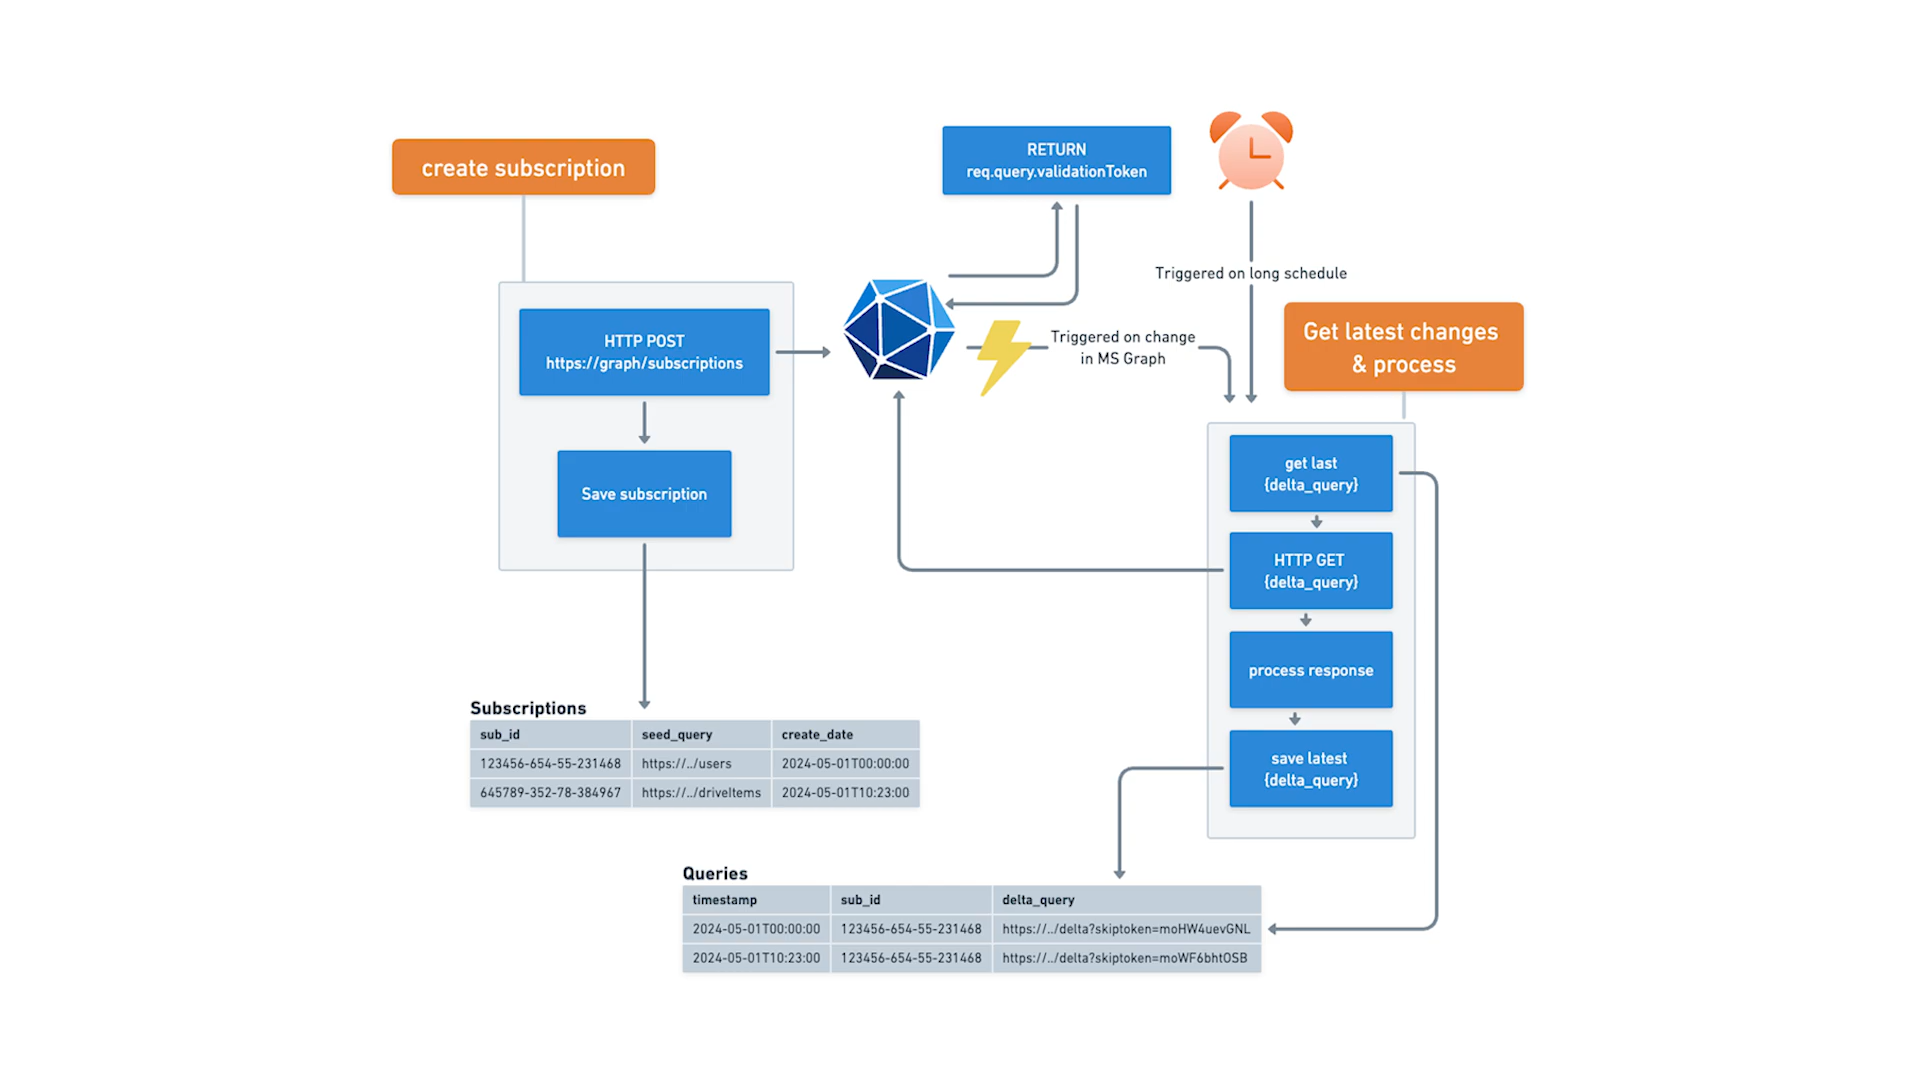 create subscription
RETURN
req.query.validationToken
Triggered on long schedule
HTTP POST
https://graph/subscriptions
Triggered on change
in MS Graph
Get latest changes
& process
Save subscription
get last
{delta_query}
HTTP GET
{delta_query}
process response
save latest
{delta_query}
Subscriptions
sub_id seed_query create_date
123456-654-55-231468 https://../users 2024-05-01T00:00:00
645789-352-78-384967 https://../driveItems 2024-05-01T10:23:00
Queries
timestamp sub_id delta_query
2024-05-01T00:00:00 123456-654-55-231468 https://../delta?skiptoken=moHW4uevGNL
2024-05-01T10:23:00 123456-654-55-231468 https://../delta?skiptoken=moWF6bhtOSB